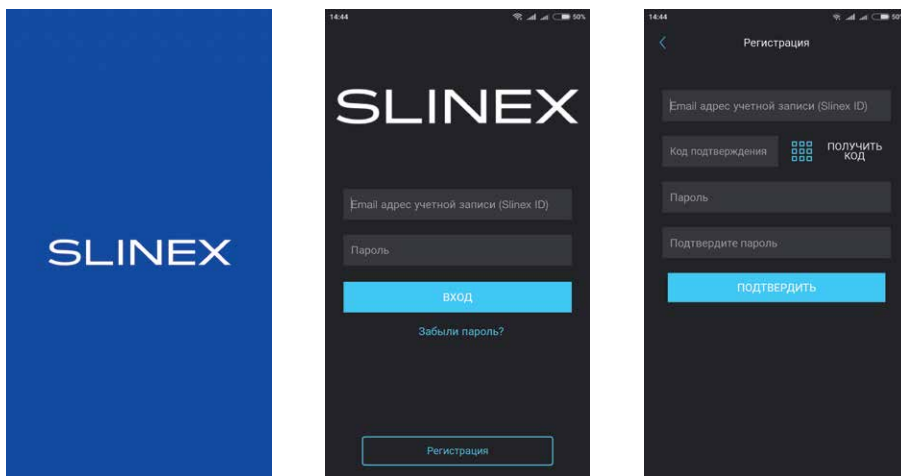 SLINEX
14:44
50%
SLINEX
Email адрес учетной записи (Slinex ID)
Пароль
ВХОД
Забыли пароль?
Регистрация
14:44
50%
Регистрация
Email адрес учетной записи (Slinex ID)
Код подтверждения
ПОЛУЧИТЬ
КОД
Пароль
Подтвердите пароль
ПОДТВЕРДИТЬ